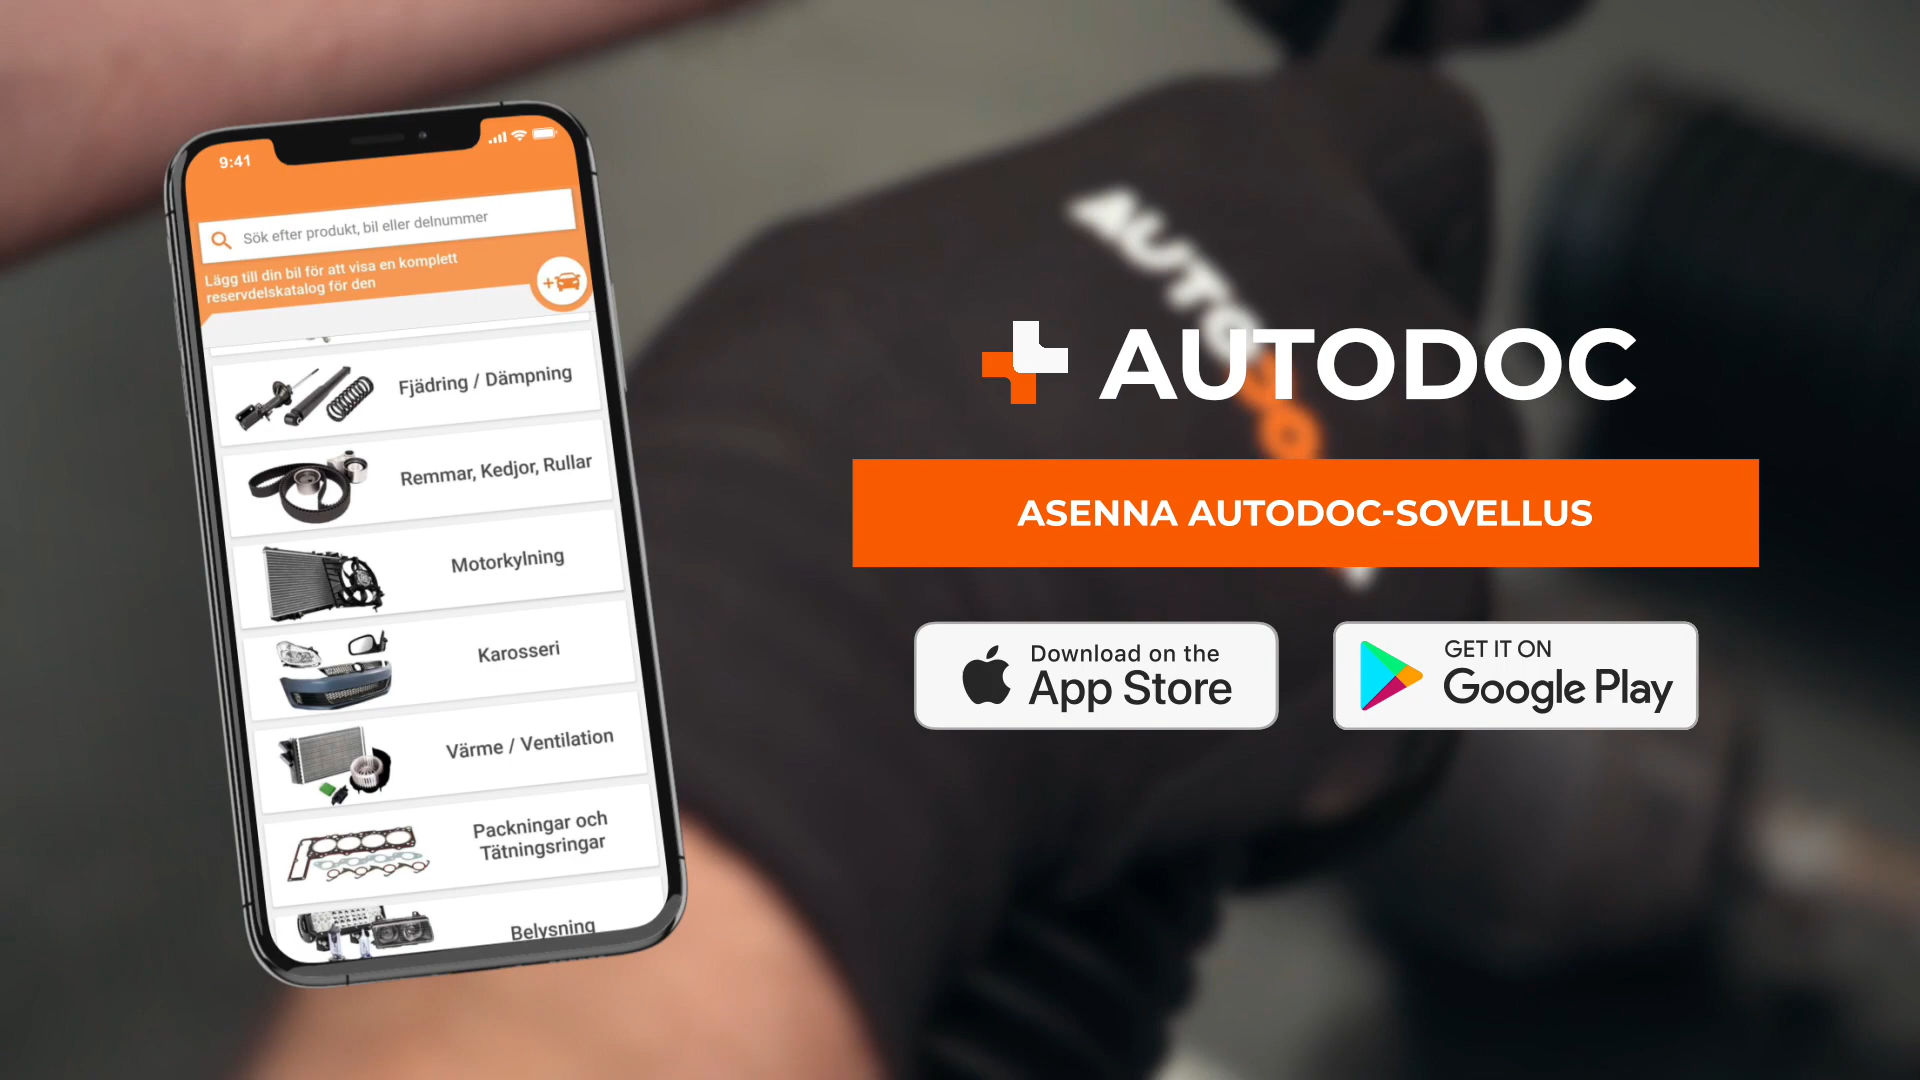 9:41
Sök efter produkt, bil eller delnummer
Lägg till din bil för att visa en komplett
reservdelskatalog för den
Fjädring / Dämpning
Remmar, Kedjor, Rullar
Motorkylning
Karosseri
Värme / Ventilation
Packningar och
Tätningsringar
Belysning
AUTODOC
AUTODOC
ASENNA AUTODOC-SOVELLUS
Download on the
App Store
GET IT ON
Google Play